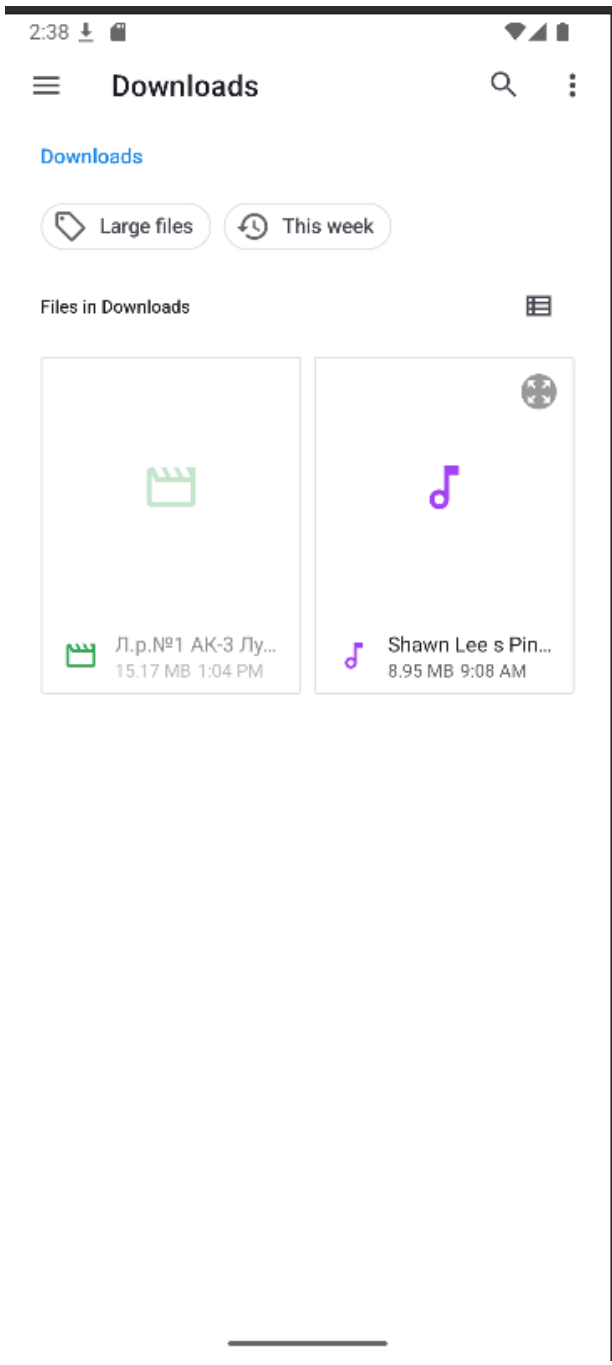 2:38
Downloads
Downloads
Large files
This week
Files in Downloads
Л.р.№1 АК-3 Лу...
15.17 MB 1:04 PM
Shawn Lee s Pin...
8.95 MB 9:08 AM